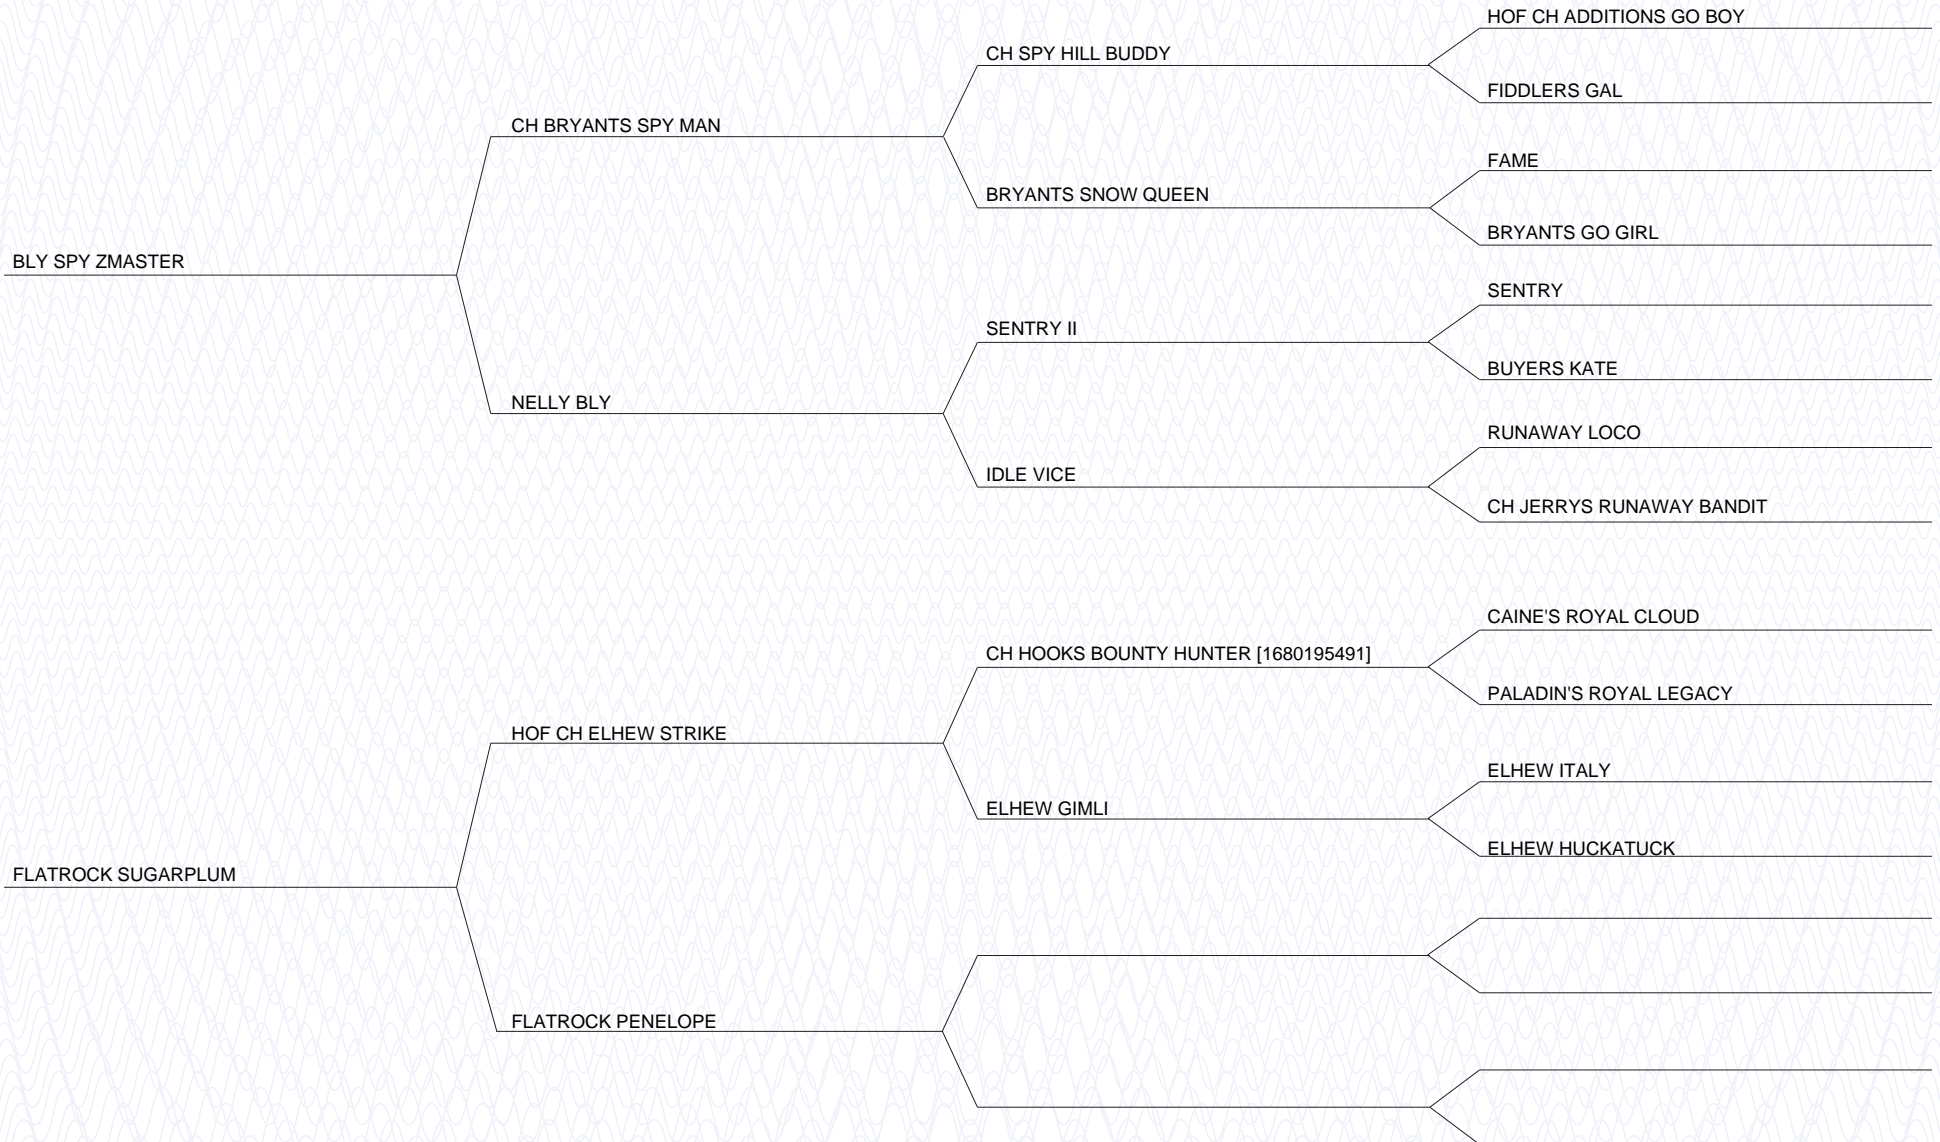 HOF CH ADDITIONS GO BOY
CH SPY HILL BUDDY
FIDDLERS GAL
CH BRYANTS SPY MAN
FAME
BRYANTS SNOW QUEEN
BRYANTS GO GIRL
BLY SPY ZMASTER
SENTRY
SENTRY II
BUYERS KATE
NELLY BLY
RUNAWAY LOCO
IDLE VICE
CH JERRYS RUNAWAY BANDIT
CAINE'S ROYAL CLOUD
CH HOOKS BOUNTY HUNTER [1680195491]
PALADIN'S ROYAL LEGACY
HOF CH ELHEW STRIKE
ELHEW ITALY
ELHEW GIMLI
ELHEW HUCKATUCK
FLATROCK SUGARPLUM
FLATROCK PENELOPE